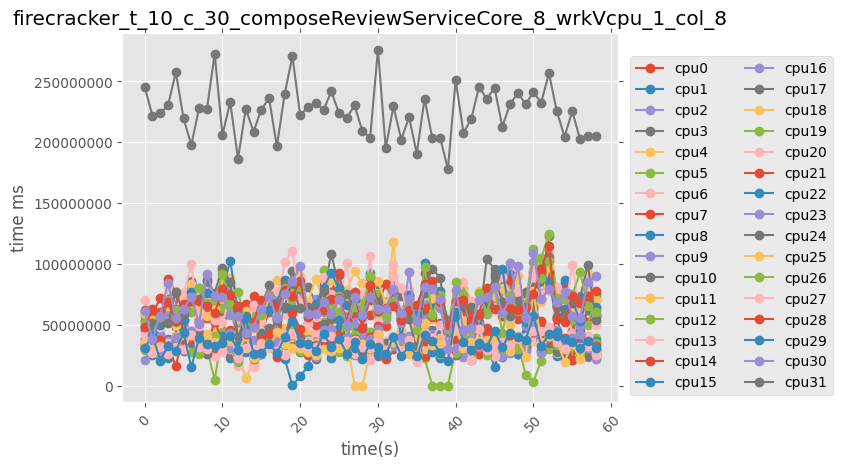 firecracker_t_10_c_30_composeReviewServiceCore_8_wrkVcpu_1_col_8
250000000
200000000
150000000
100000000
50000000
0
time ms
0
10
20
30
40
50
60
time(s)
cpu0
cpu1
cpu2
cpu3
cpu4
cpu5
cpu6
cpu7
cpu8
cpu9
cpu10
cpu11
cpu12
cpu13
cpu14
cpu15
cpu16
cpu17
cpu18
cpu19
cpu20
cpu21
cpu22
cpu23
cpu24
cpu25
cpu26
cpu27
cpu28
cpu29
cpu30
cpu31